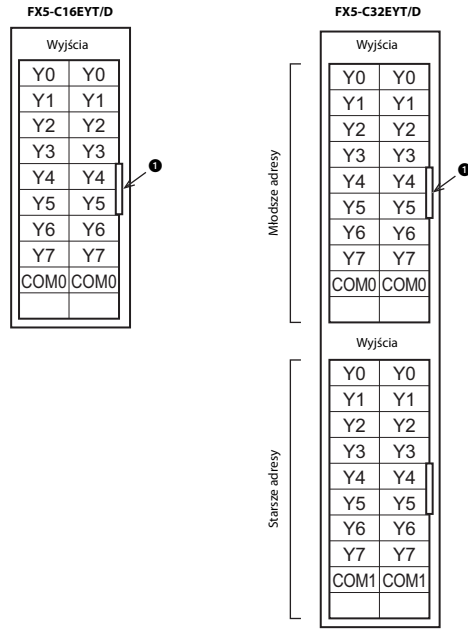 FX5-C16EYT/D
Wyjścia
Y0 Y0
Y1 Y1
Y2 Y2
Y3 Y3
Y4 Y4
Y5 Y5
Y6 Y6
Y7 Y7
COM0 COM0
❶
FX5-C32EYT/D
Młodsze adresy
Wyjścia
Y0 Y0
Y1 Y1
Y2 Y2
Y3 Y3
Y4 Y4
Y5 Y5
Y6 Y6
Y7 Y7
COM0 COM0
❶
Starsze adresy
Wyjścia
Y0 Y0
Y1 Y1
Y2 Y2
Y3 Y3
Y4 Y4
Y5 Y5
Y6 Y6
Y7 Y7
COM1 COM1